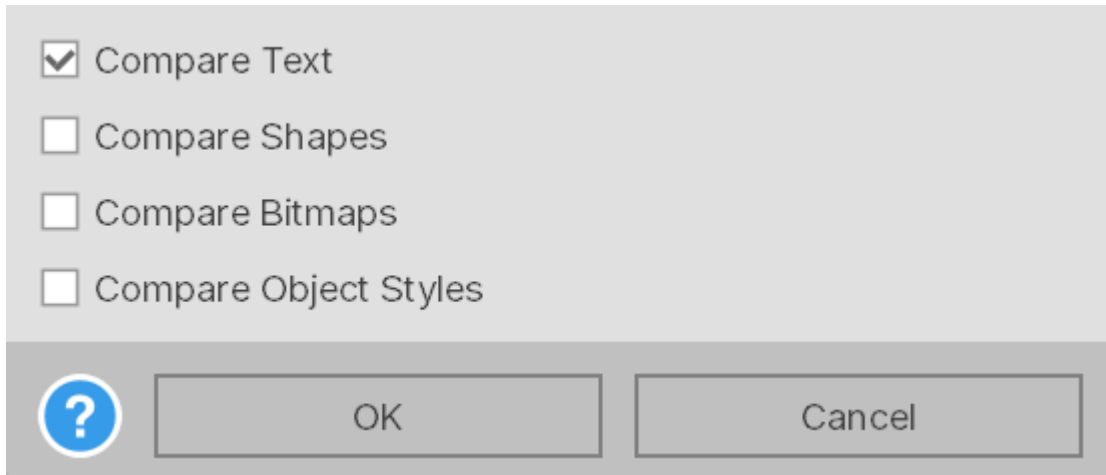 Compare Text
Compare Shapes
Compare Bitmaps
Compare Object Styles
? OK Cancel